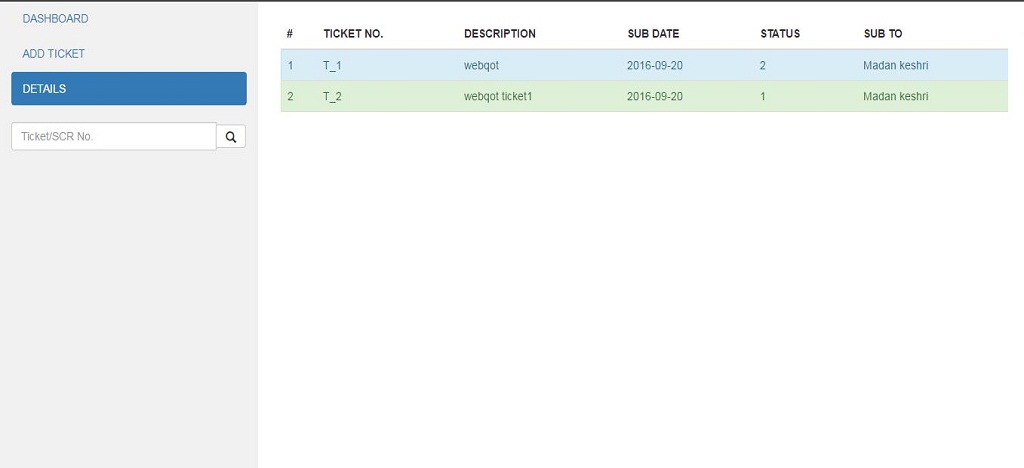 DASHBOARD
ADD TICKET
DETAILS
Ticket/SCR No.
# TICKET NO. DESCRIPTION SUB DATE STATUS SUB TO
1 T_1 webqot 2016-09-20 2 Madan keshri
2 T_2 webqot ticket1 2016-09-20 1 Madan keshri